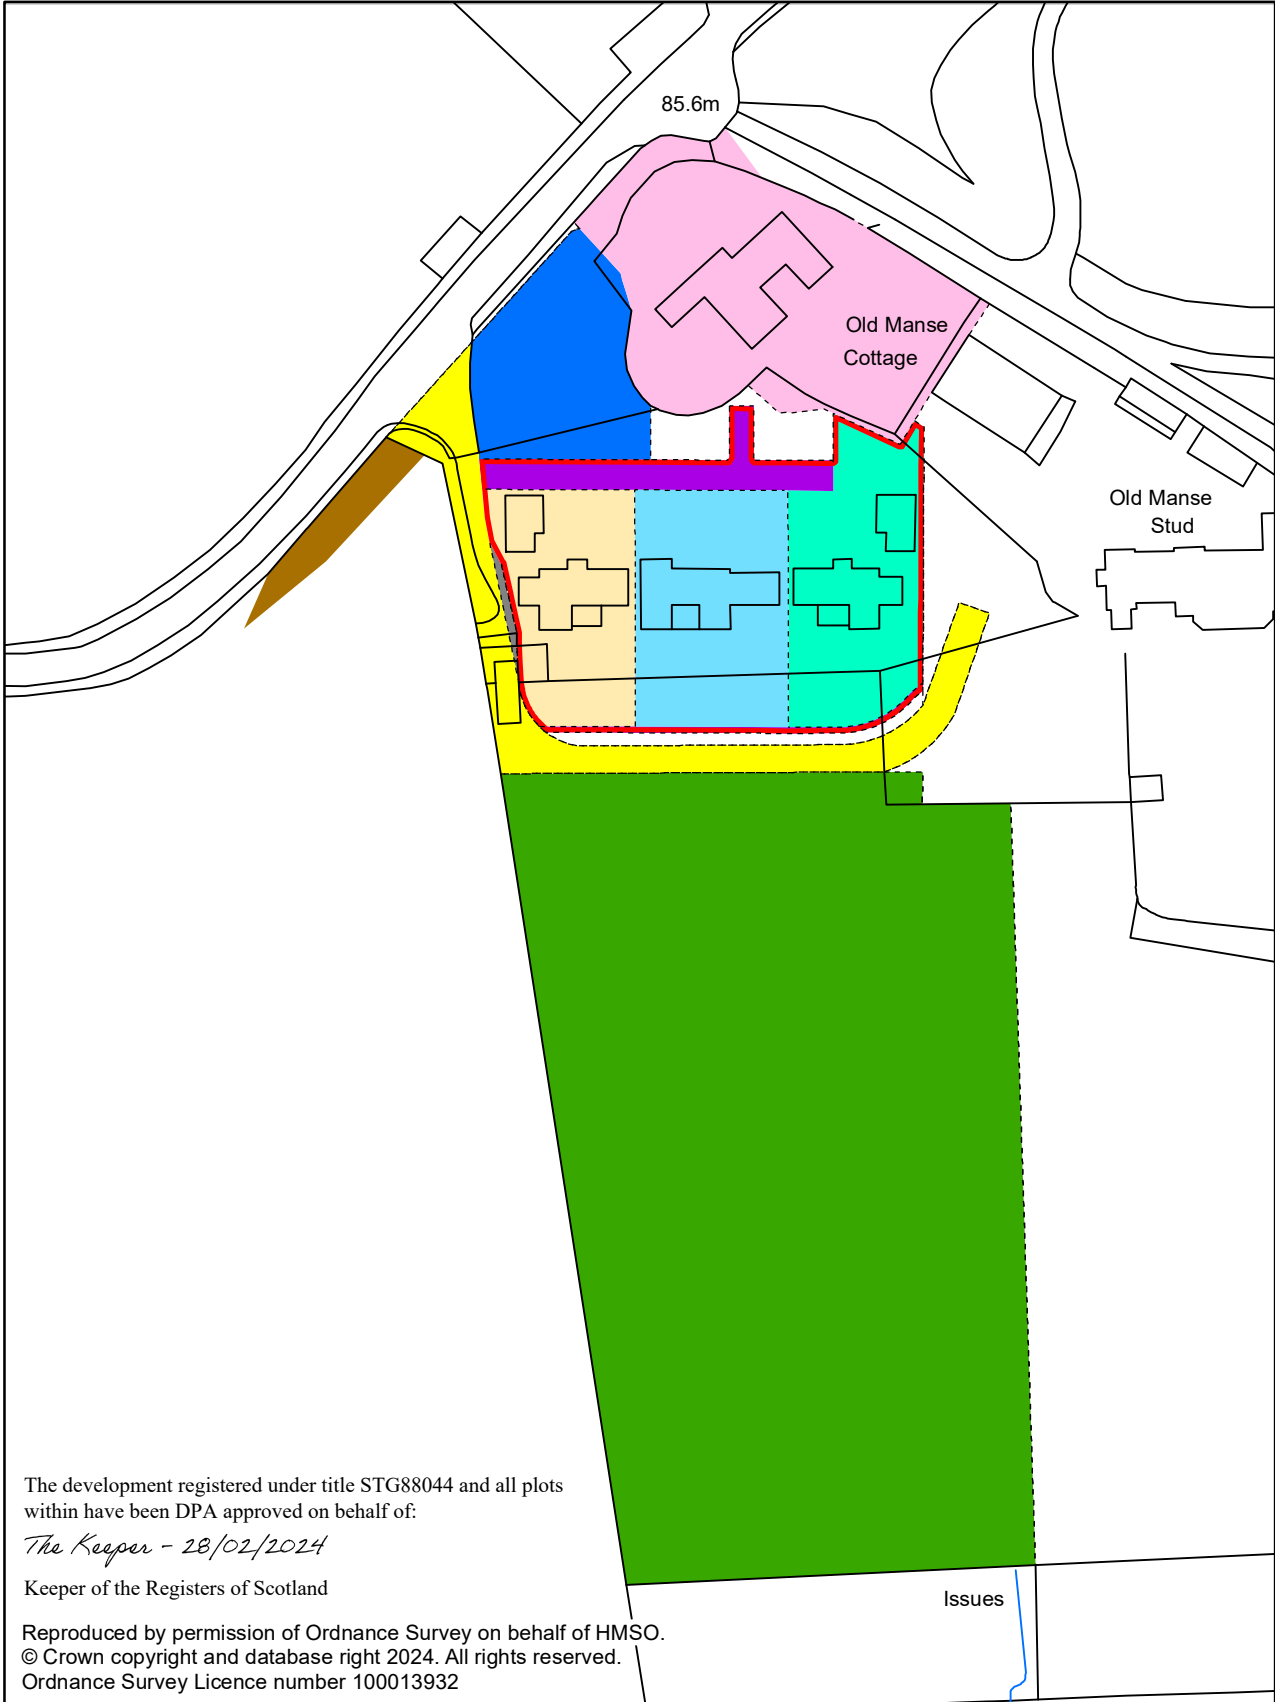 85.6m
Old Manse
Cottage
Old Manse
Stud
The development registered under title STG88044 and all plots
within have been DPA approved on behalf of:
The Keeper - 28/02/2024
Keeper of the Registers of Scotland
Issues
Reproduced by permission of Ordnance Survey on behalf of HMSO.
© Crown copyright and database right 2024. All rights reserved.
Ordnance Survey Licence number 100013932